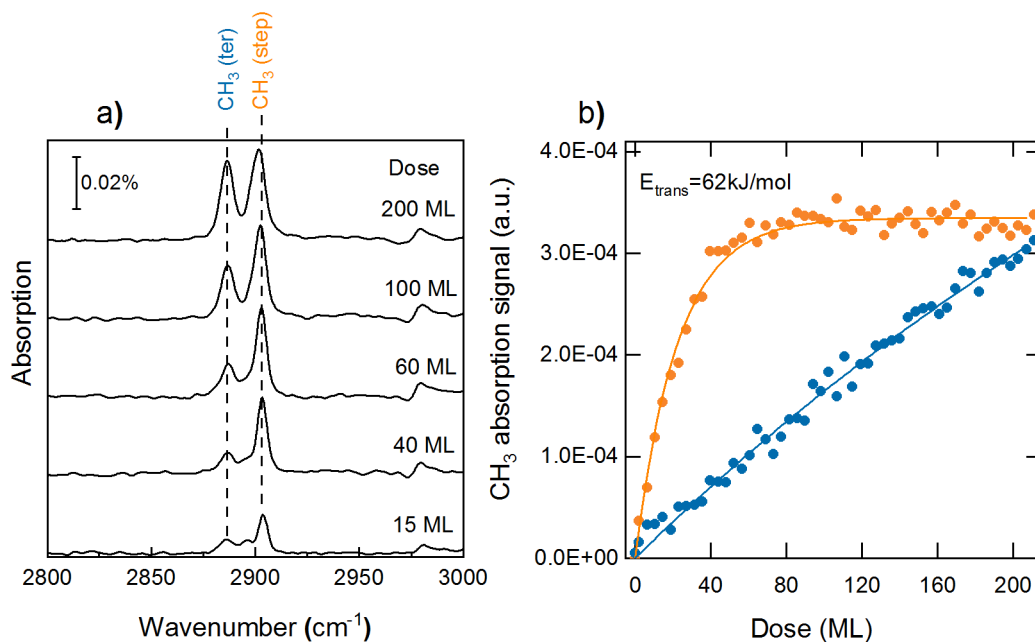 CH₃ (ter)
CH₃ (step)
a)
0.02%
Dose
200 ML
100 ML
60 ML
40 ML
15 ML
Absorption
2800 2850 2900 2950 3000
Wavenumber (cm⁻¹)
b)
E_trans=62kJ/mol
4.0E-04
3.0E-04
2.0E-04
1.0E-04
0.0E+00
CH₃ absorption signal (a.u.)
0 40 80 120 160 200
Dose (ML)